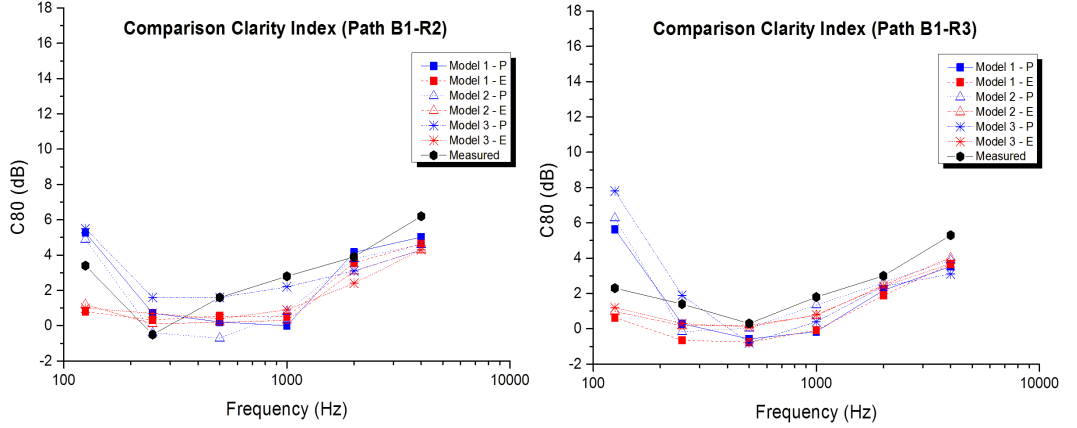 Comparison Clarity Index (Path B1-R2)
18
16
14
12
10
8
6
4
2
0
-2
C80 (dB)
Model 1 - P
Model 1 - E
Model 2 - P
Model 2 - E
Model 3 - P
Model 3 - E
Measured
100
1000
10000
Frequency (Hz)
Comparison Clarity Index (Path B1-R3)
18
16
14
12
10
8
6
4
2
0
-2
C80 (dB)
Model 1 - P
Model 1 - E
Model 2 - P
Model 2 - E
Model 3 - P
Model 3 - E
Measured
100
1000
10000
Frequency (Hz)